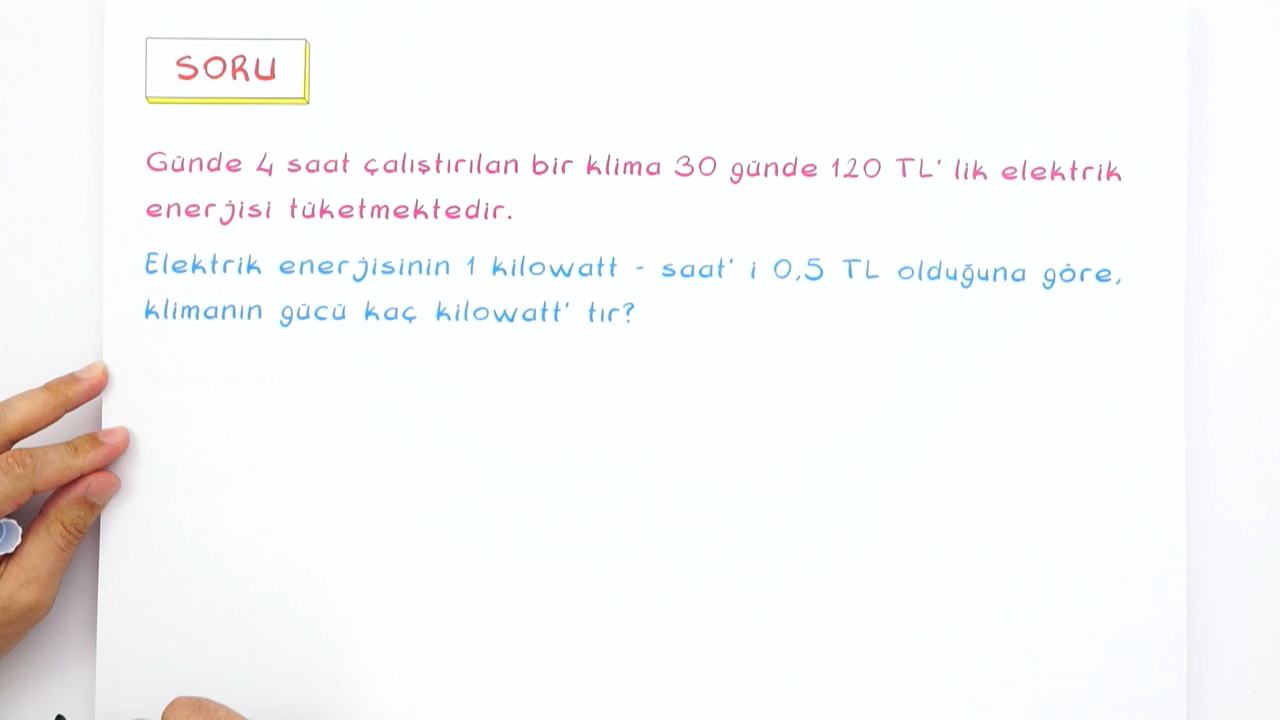 SORU
Günde 4 saat çalıştırılan bir klima 30 günde 120 TL' lik elektrik
enerjisi tüketmektedir.
Elektrik enerjisinin 1 kilowatt - saat' i 0,5 TL olduğuna göre,
klimanın gücü kaç kilowatt' tır?